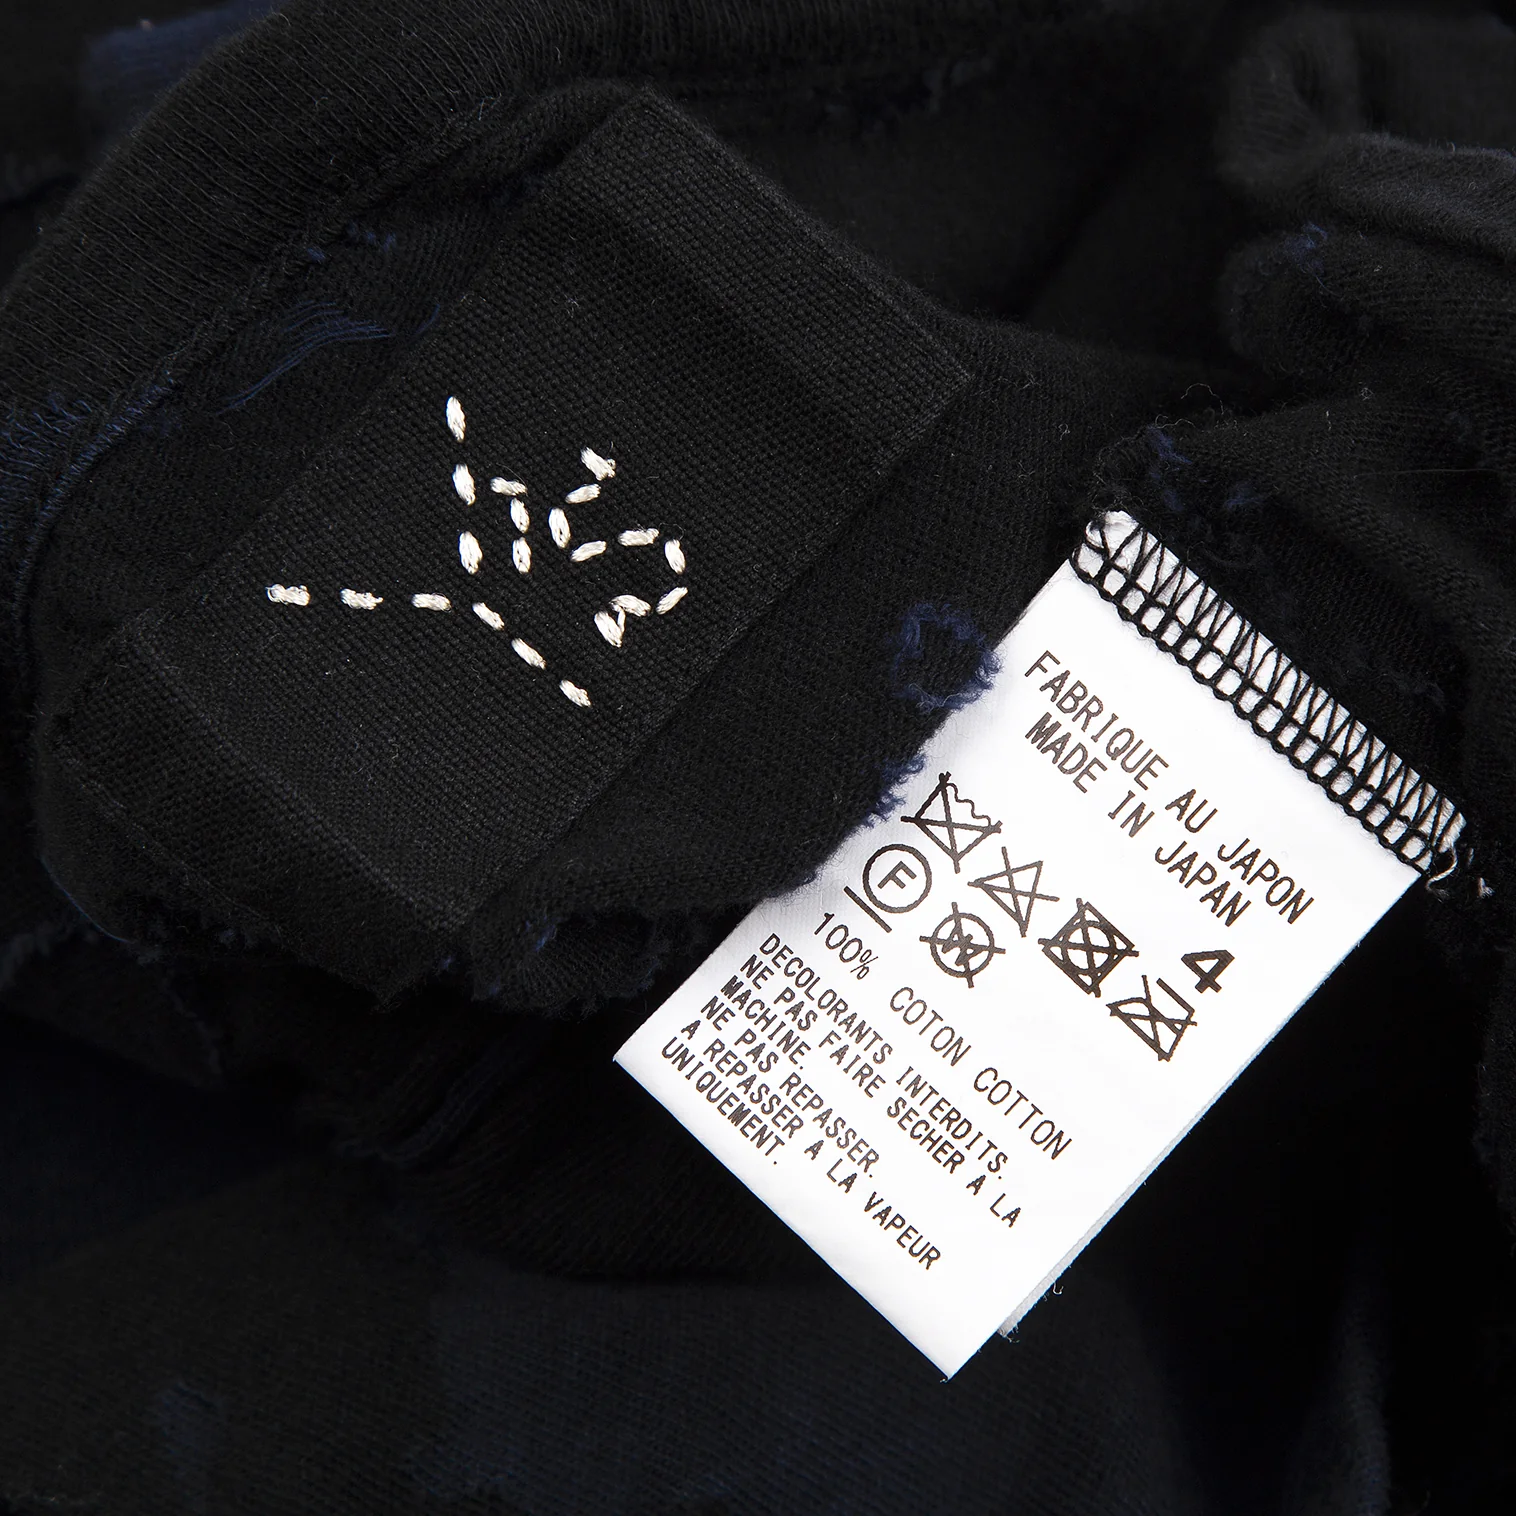 FABRIQUE AU JAPON
MADE IN JAPAN
4
F
W
100% COTON COTTON
DECOLORANTS INTERDITS.
NE PAS FAIRE SECHER A LA
MACHINE.
NE PAS REPASSER.
A REPASSER A LA VAPEUR
UNIQUEMENT.